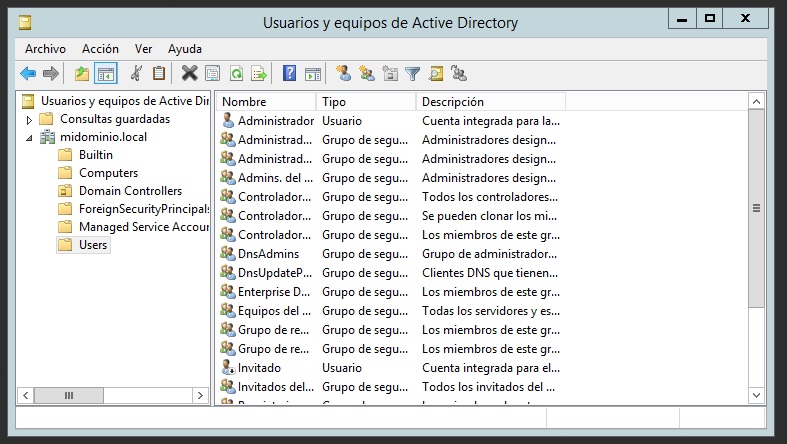 Usuarios y equipos de Active Directory
Archivo Acción Ver Ayuda
Usuarios y equipos de Active Dir
Consultas guardadas
midominio.local
Builtin
Computers
Domain Controllers
ForeignSecurityPrincipals
Managed Service Accour
Users
Nombre Tipo Descripción
Administrador Usuario Cuenta integrada para la...
Administrad... Grupo de segu... Administradores design...
Administrad... Grupo de segu... Administradores design...
Admins. del ... Grupo de segu... Administradores design...
Controlador... Grupo de segu... Todos los controladores...
Controlador... Grupo de segu... Se pueden clonar los mi...
Controlador... Grupo de segu... Los miembros de este gr...
DnsAdmins Grupo de segu... Grupo de administrador...
DnsUpdateP... Grupo de segu... Clientes DNS que tienen...
Enterprise D... Grupo de segu... Los miembros de este gr...
Equipos del ... Grupo de segu... Todas los servidores y es...
Grupo de re... Grupo de segu... Los miembros de este gr...
Grupo de re... Grupo de segu... Los miembros de este gr...
Invitado Usuario Cuenta integrada para el...
Invitados del... Grupo de segu... Todos los invitados del ...